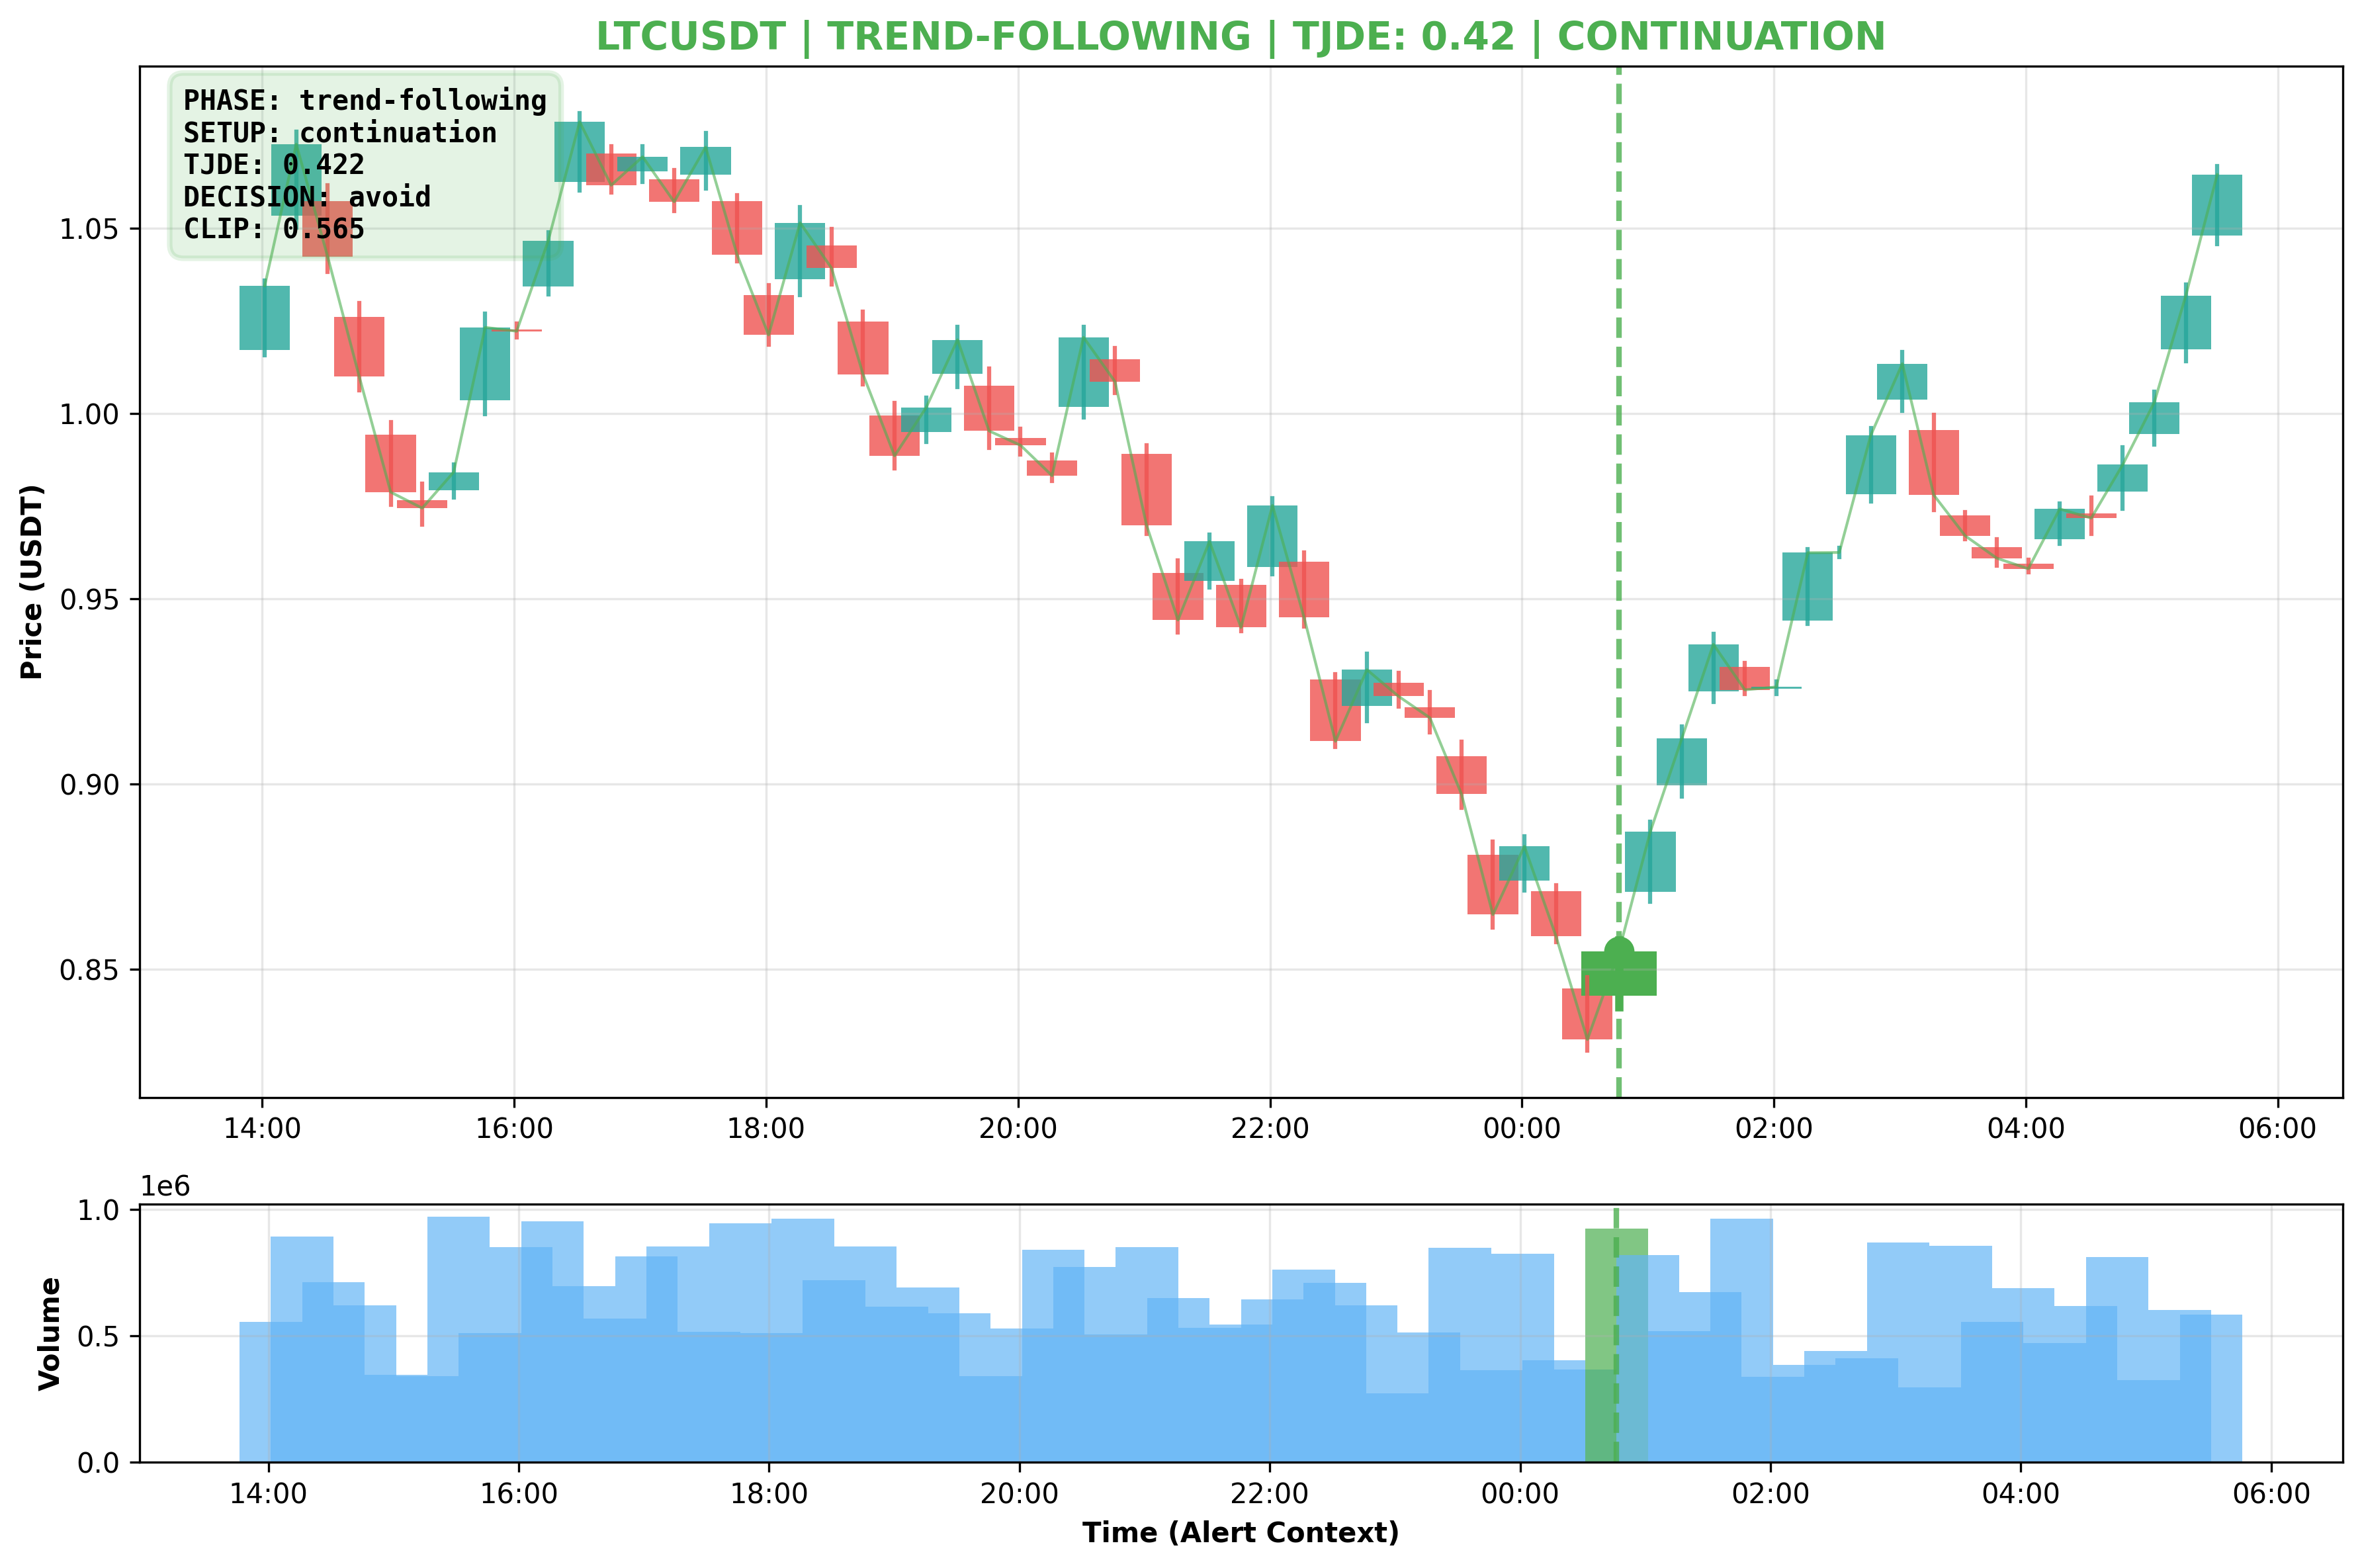 LTCUSDT | TREND-FOLLOWING | TJDE: 0.42 | CONTINUATION
PHASE: trend-following
SETUP: continuation
TJDE: 0.422
DECISION: avoid
CLIP: 0.565
Price (USDT)
1.05
1.00
0.95
0.90
0.85
14:00 16:00 18:00 20:00 22:00 00:00 02:00 04:00 06:00
1e6
Volume
1.0
0.5
0.0
14:00 16:00 18:00 20:00 22:00 00:00 02:00 04:00 06:00
Time (Alert Context)